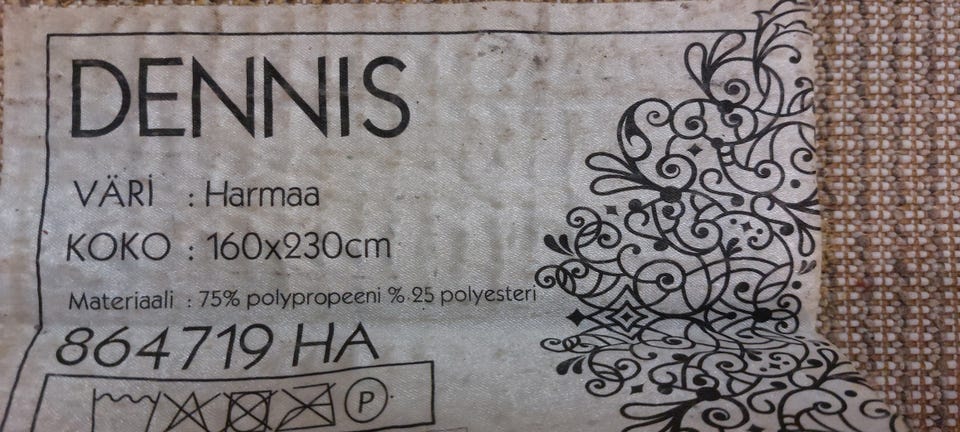 DENNIS
VÄRİ : Harmaa
KOKO : 160x230cm
Materiaali : 75% polypropeeni % 25 polyesteri
864719 HA
P